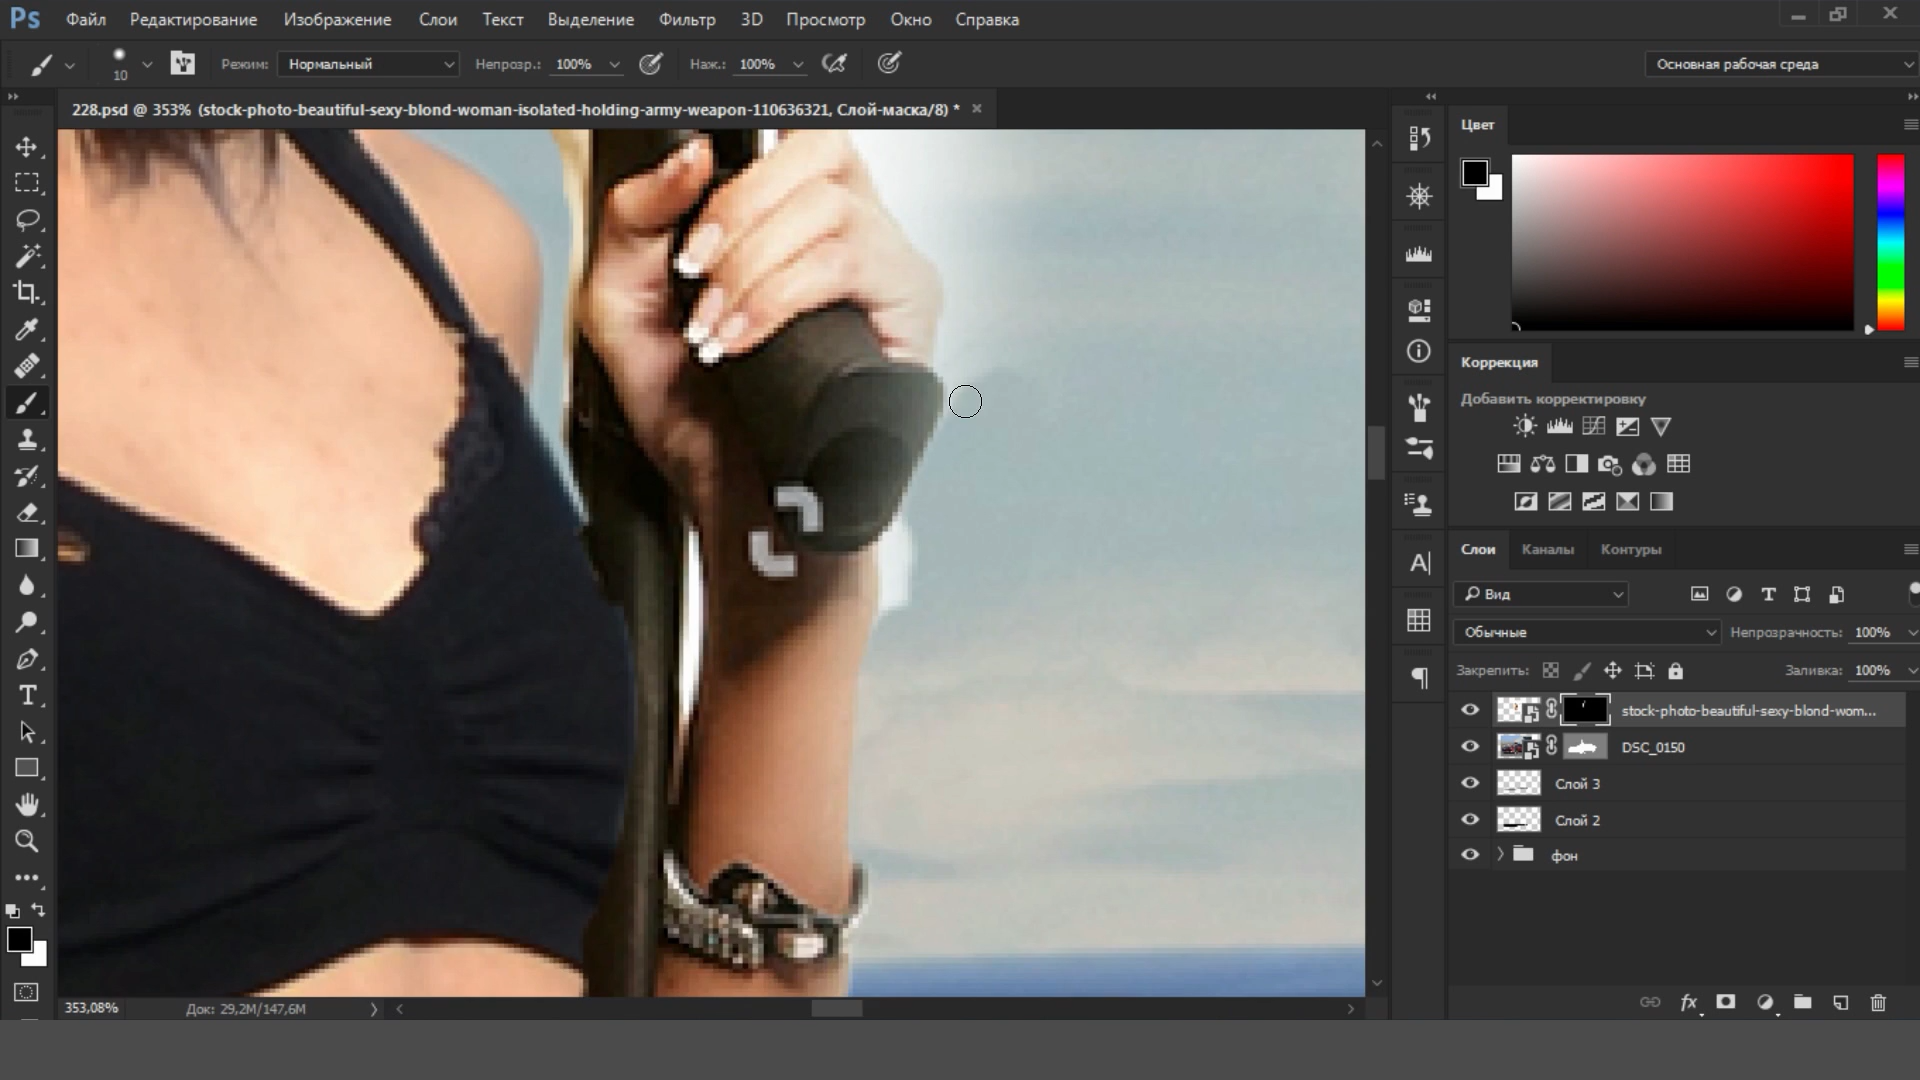 Ps Файл Редактирование Изображение Слои Текст Выделение Фильтр 3D Просмотр Окно Справка
10 Режим: Нормальный Непрозр.: 100% Наж.: 100% Основная рабочая среда
228.psd @ 353% (stock-photo-beautiful-sexy-blond-woman-isolated-holding-army-weapon-110636321, Слой-маска/8) *
Цвет
Коррекция
Добавить корректировку
Слои Каналы Контуры
Вид
Обычные Непрозрачность: 100%
Закрепить: Заливка: 100%
stock-photo-beautiful-sexy-blond-wom...
DSC_0150
Слой 3
Слой 2
фон
353,08% Док: 29,2M/147,6M